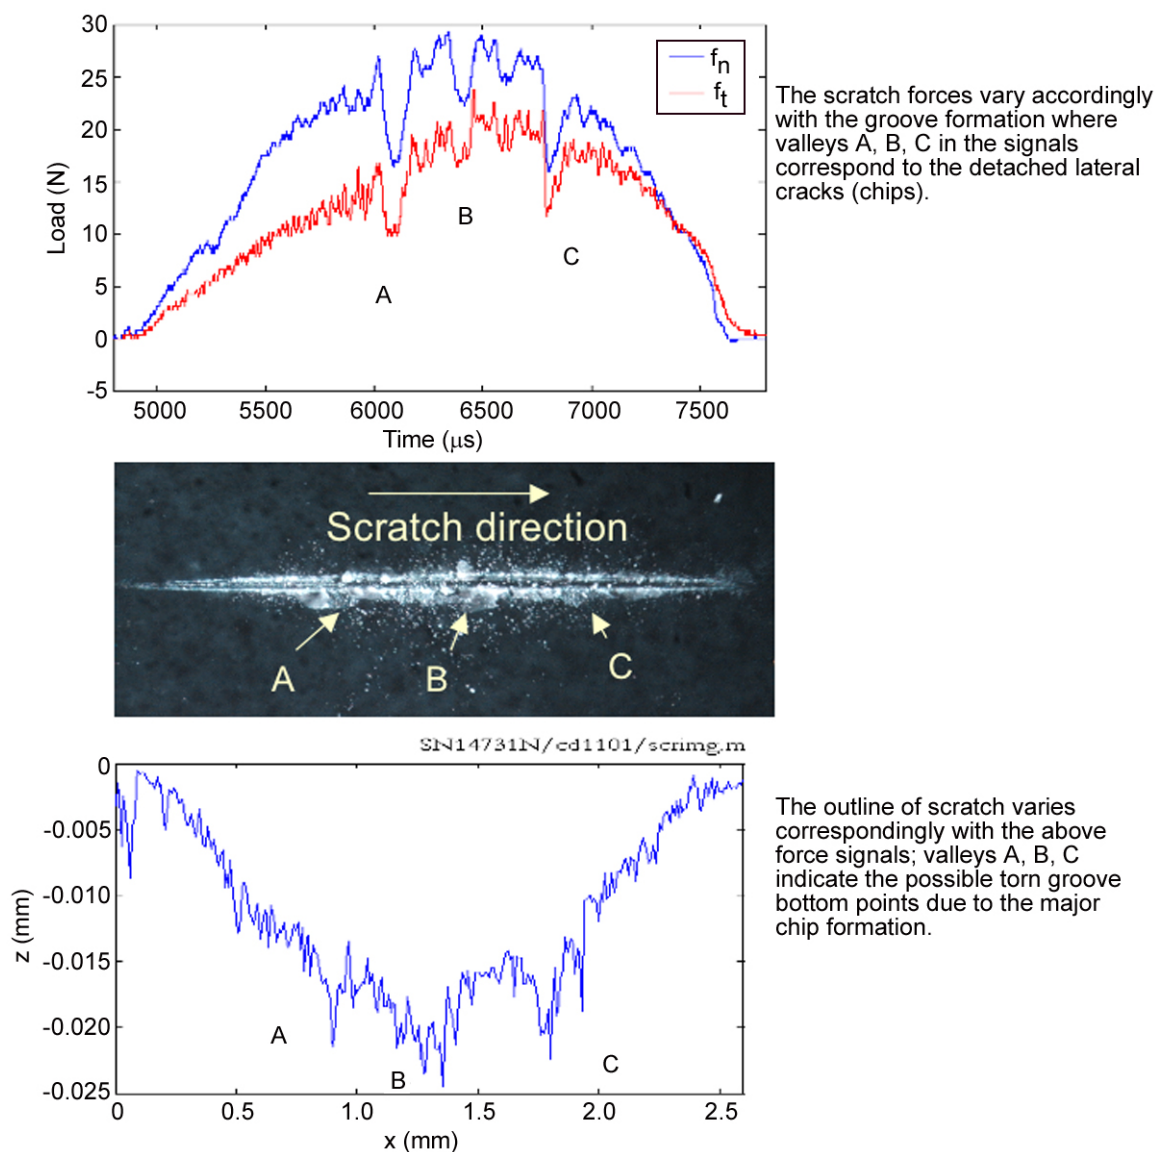 30
25
20
15
10
5
0
-5
Load (N)
fn
ft
A
B
C
5000 5500 6000 6500 7000 7500
Time (μs)
The scratch forces vary accordingly
with the groove formation where
valleys A, B, C in the signals
correspond to the detached lateral
cracks (chips).
Scratch direction
A
B
C
SN14731N/cd1101/scrimg.m
0
-0.005
-0.010
-0.015
-0.020
-0.025
z (mm)
A
B
C
0 0.5 1.0 1.5 2.0 2.5
x (mm)
The outline of scratch varies
correspondingly with the above
force signals; valleys A, B, C
indicate the possible torn groove
bottom points due to the major
chip formation.